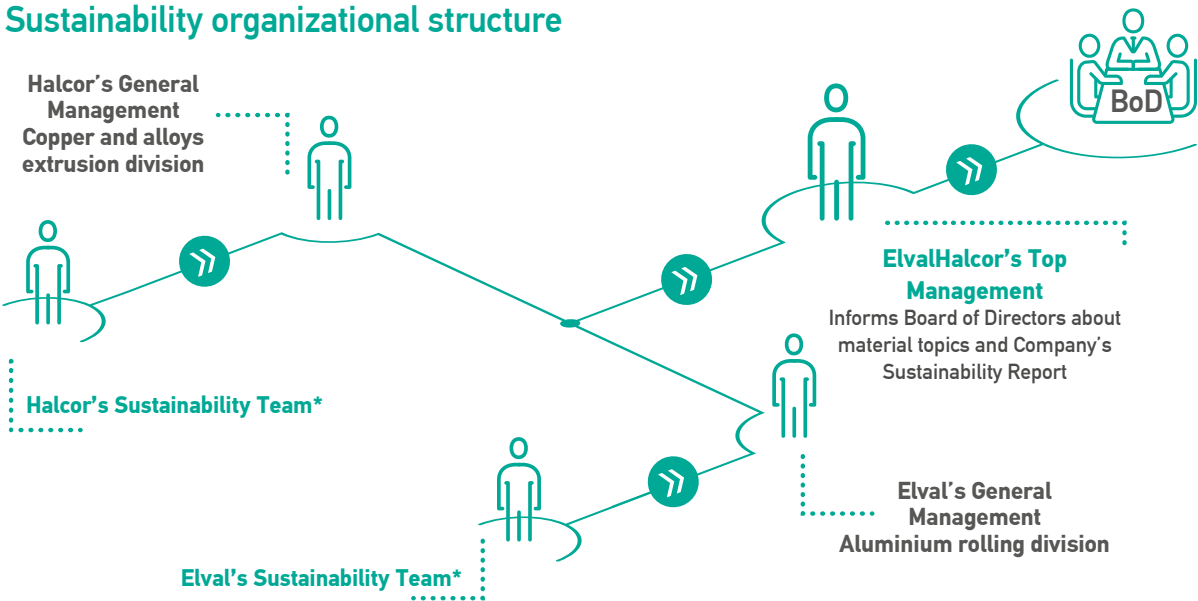 Sustainability organizational structure
Halcor’s General
Management
Copper and alloys
extrusion division
BoD
ElvalHalcor’s Top
Management
Informs Board of Directors about
material topics and Company’s
Sustainability Report
Halcor’s Sustainability Team*
Elval’s General
Management
Aluminium rolling division
Elval’s Sustainability Team*